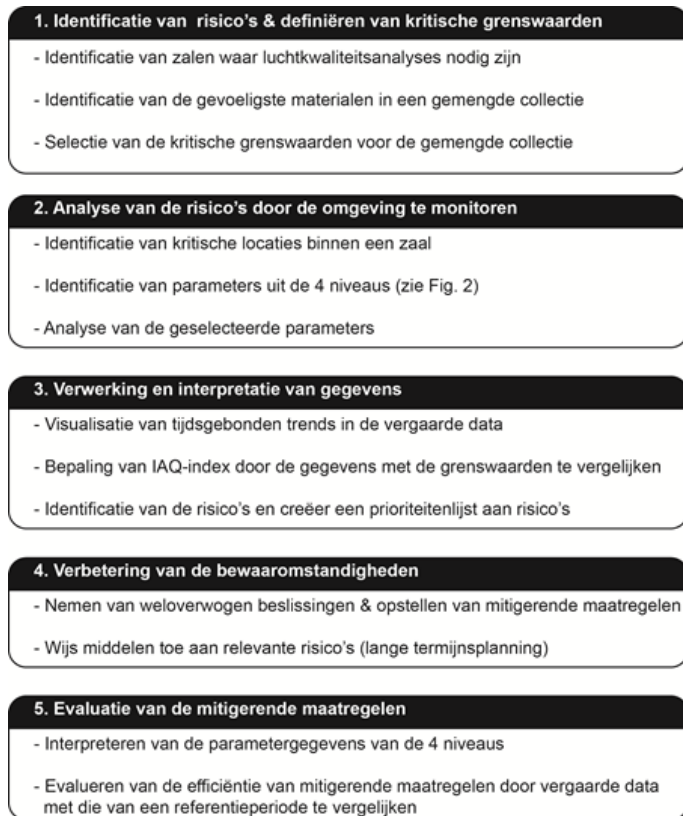 1. Identificatie van risico's & definiëren van kritische grenswaarden
- Identificatie van zalen waar luchtkwaliteitsanalyses nodig zijn
- Identificatie van de gevoeligste materialen in een gemengde collectie
- Selectie van de kritische grenswaarden voor de gemengde collectie
2. Analyse van de risico's door de omgeving te monitoren
- Identificatie van kritische locaties binnen een zaal
- Identificatie van parameters uit de 4 niveaus (zie Fig. 2)
- Analyse van de geselecteerde parameters
3. Verwerking en interpretatie van gegevens
- Visualisatie van tijdsgebonden trends in de vergaarde data
- Bepaling van IAQ-index door de gegevens met de grenswaarden te vergelijken
- Identificatie van de risico's en creëer een prioriteitenlijst aan risico's
4. Verbetering van de bewaaromstandigheden
- Nemen van weloverwogen beslissingen & opstellen van mitigerende maatregelen
- Wijs middelen toe aan relevante risico's (lange termijnsplanning)
5. Evaluatie van de mitigerende maatregelen
- Interpreteren van de parametergegevens van de 4 niveaus
- Evalueren van de efficiëntie van mitigerende maatregelen door vergaarde data
met die van een referentieperiode te vergelijken